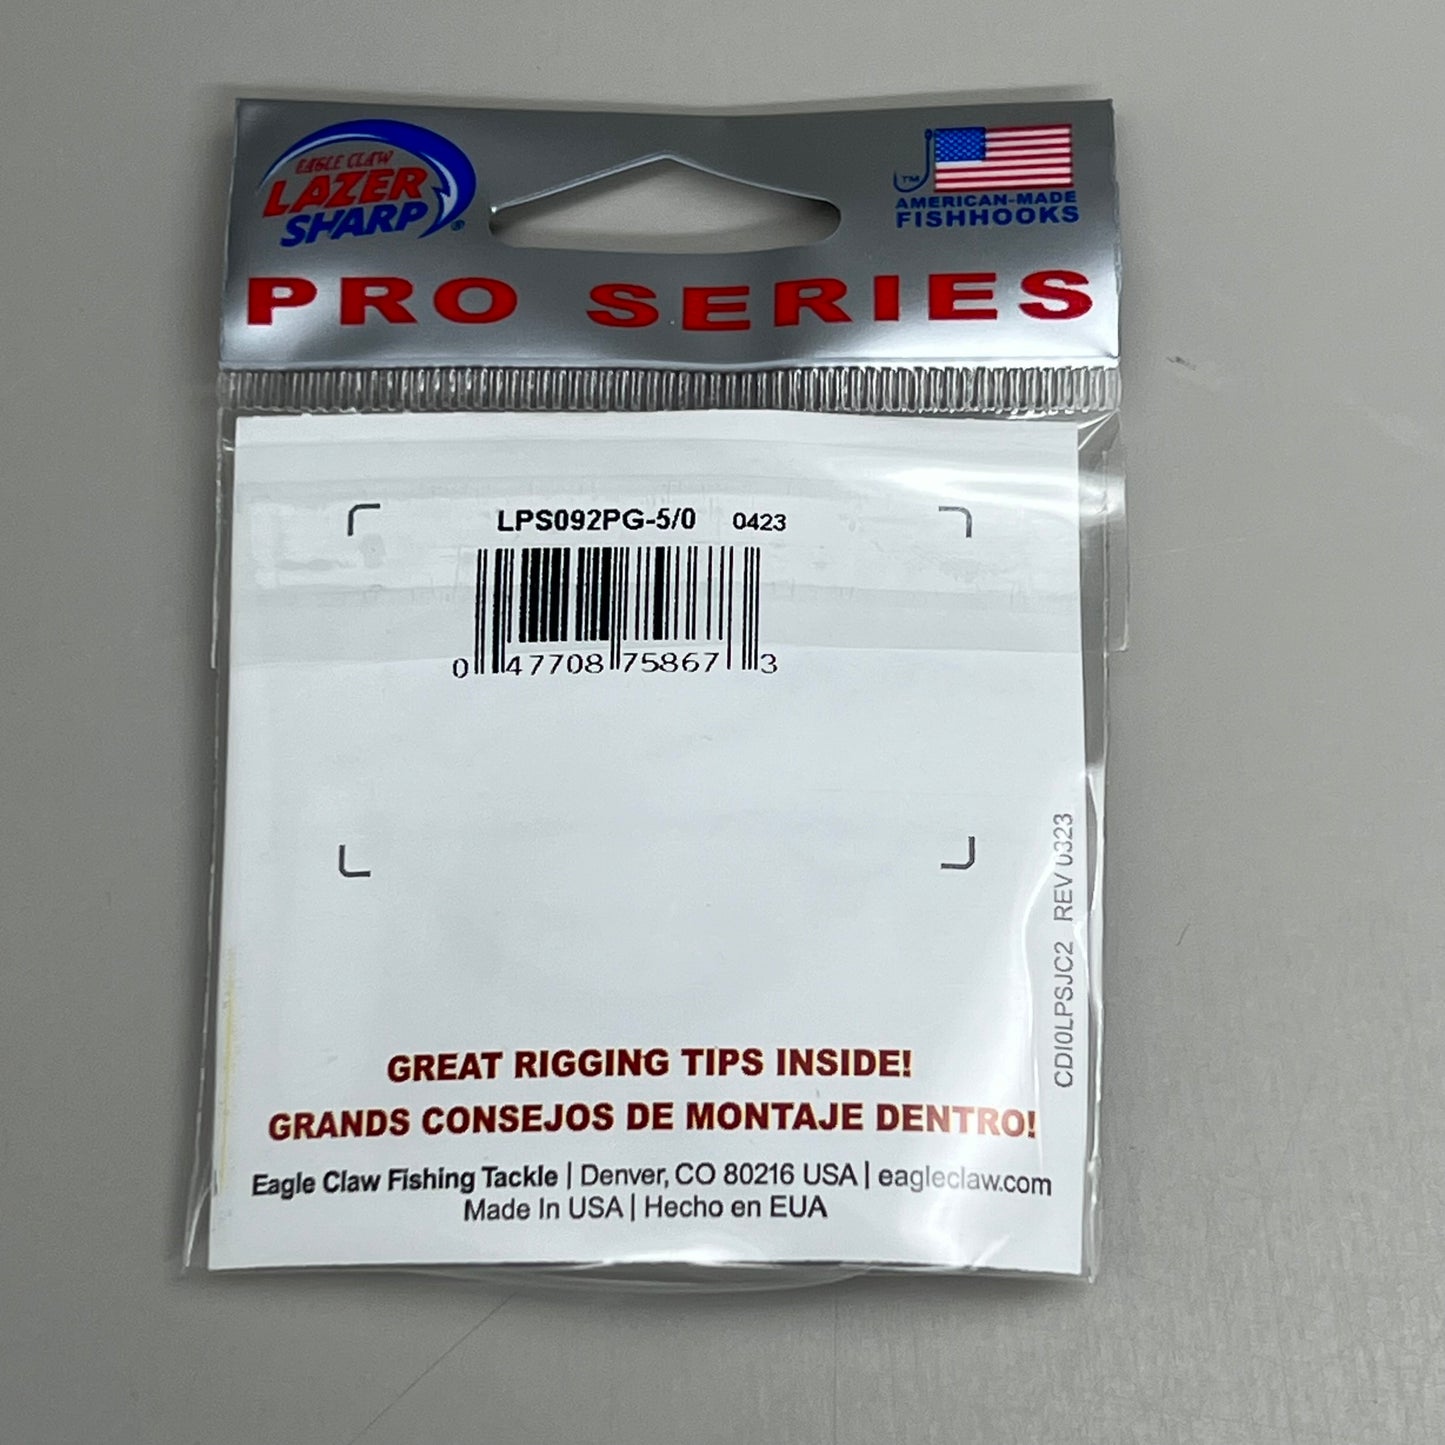 EAGLE CLAW
LAZER
SHARP®
TM
AMERICAN-MADE
FISHHOOKS
PRO SERIES
LPS092PG-5/0 0423
0 47708 75867 3
CDI0LPSJC2 REV 0323
GREAT RIGGING TIPS INSIDE!
GRANDS CONSEJOS DE MONTAJE DENTRO!
Eagle Claw Fishing Tackle | Denver, CO 80216 USA | eagleclaw.com
Made In USA | Hecho en EUA